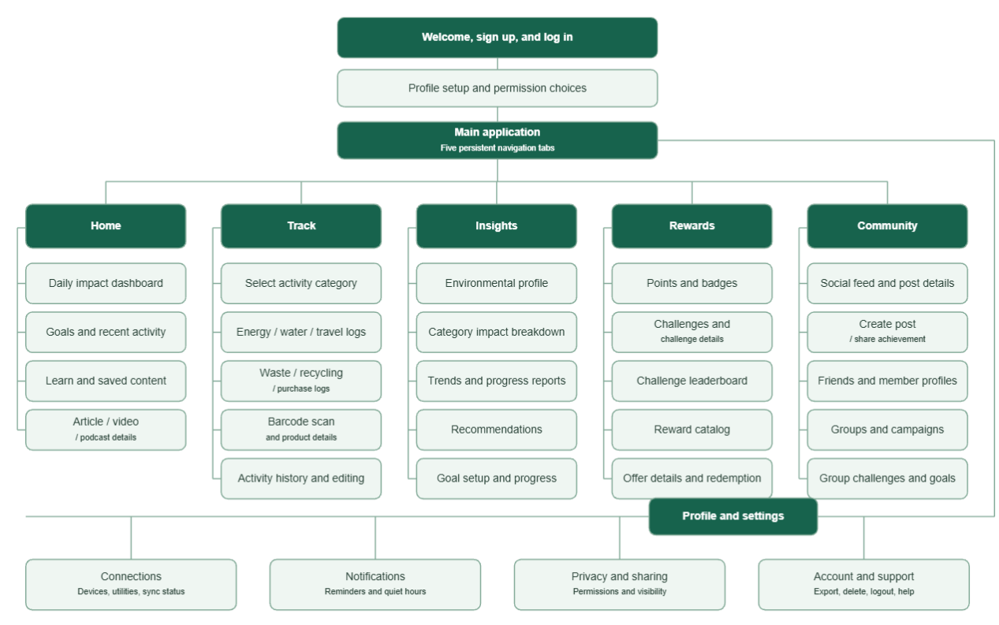 Welcome, sign up, and log in
Profile setup and permission choices
Main application
Five persistent navigation tabs
Home
Daily impact dashboard
Goals and recent activity
Learn and saved content
Article / video
/ podcast details
Track
Select activity category
Energy / water / travel logs
Waste / recycling
/ purchase logs
Barcode scan
and product details
Activity history and editing
Insights
Environmental profile
Category impact breakdown
Trends and progress reports
Recommendations
Goal setup and progress
Rewards
Points and badges
Challenges and
challenge details
Challenge leaderboard
Reward catalog
Offer details and redemption
Community
Social feed and post details
Create post
/ share achievement
Friends and member profiles
Groups and campaigns
Group challenges and goals
Profile and settings
Connections
Devices, utilities, sync status
Notifications
Reminders and quiet hours
Privacy and sharing
Permissions and visibility
Account and support
Export, delete, logout, help